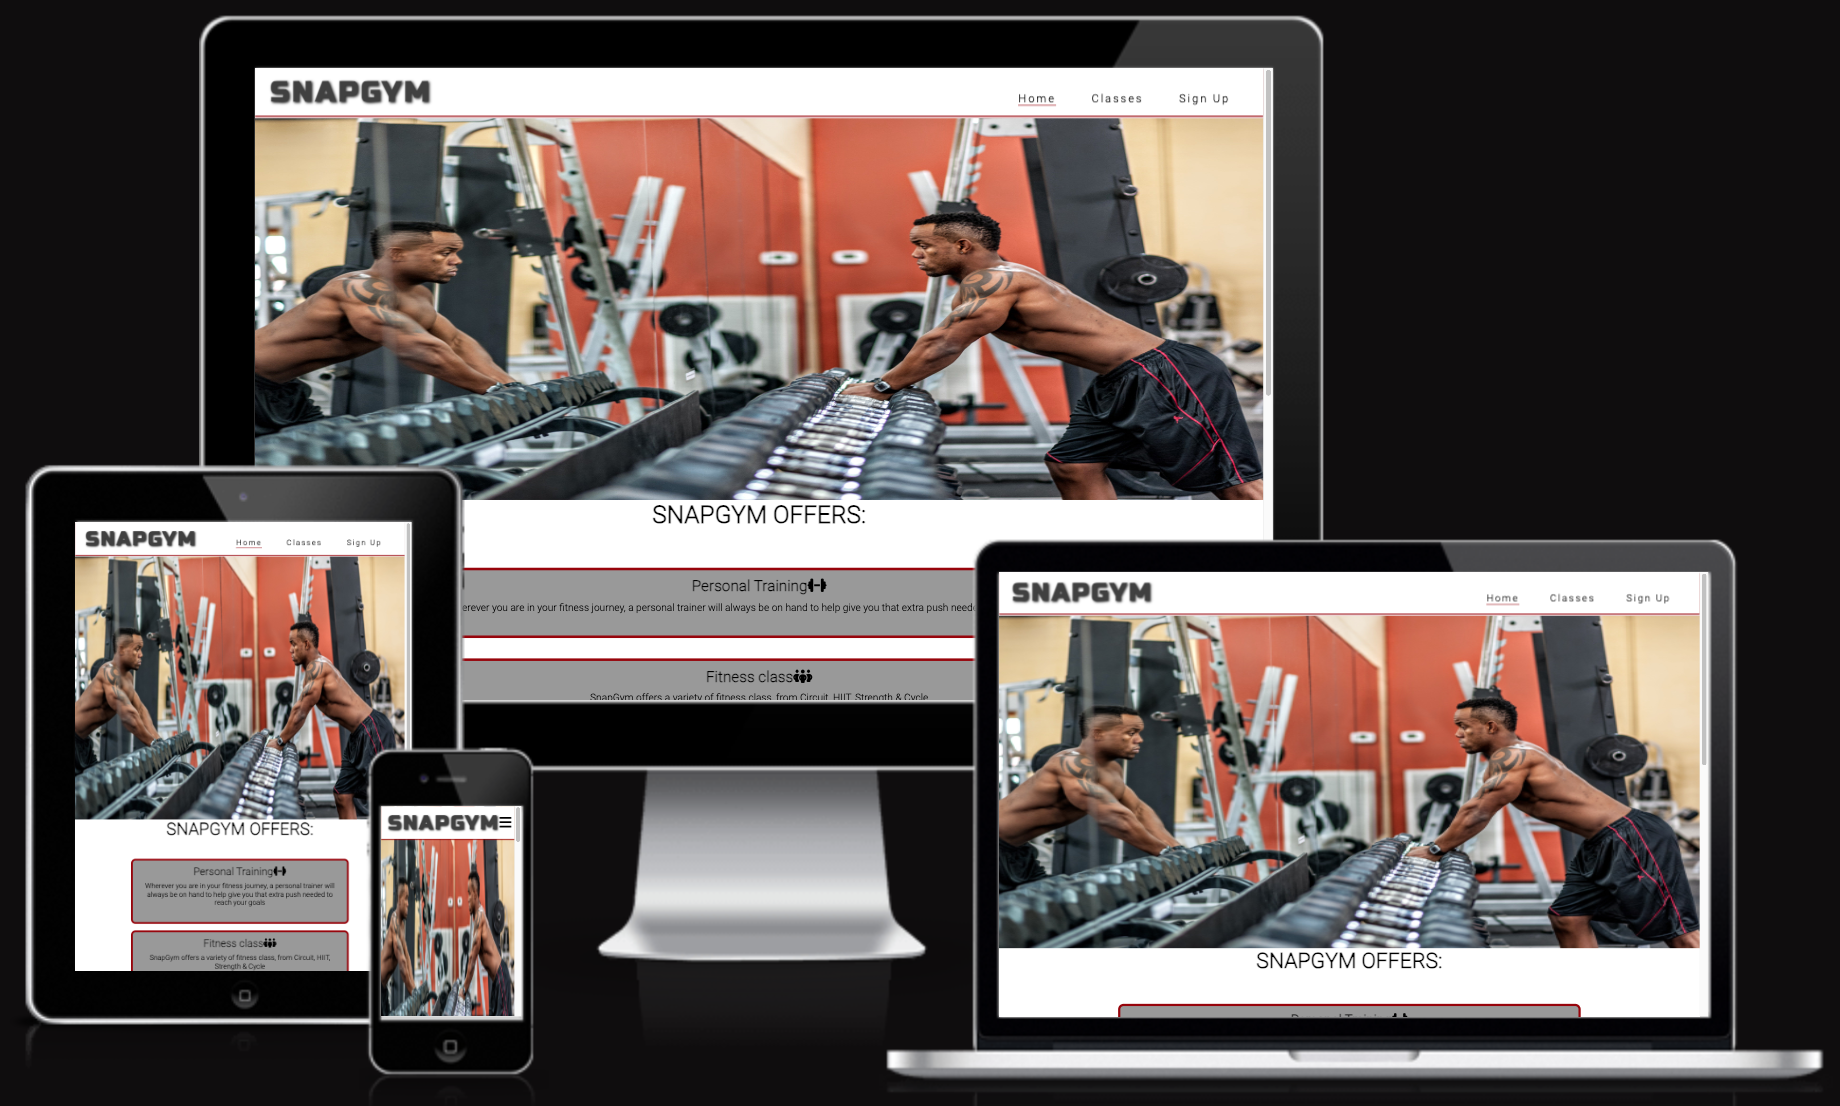 SNAPGYM
Home Classes Sign Up
SNAPGYM OFFERS:
Personal Training
erever you are in your fitness journey, a personal trainer will always be on hand to help give you that extra push
Fitness class
SnapGym offers a variety of fitness class, from Circuit, HIIT, Strength & Cycle
SNAPGYM
Home Classes Sign Up
SNAPGYM OFFERS:
Personal Training
Wherever you are in your fitness journey, a personal trainer will
always be on hand to help give you that extra push needed to
reach your goals
Fitness class
SnapGym offers a variety of fitness class, from Circuit, HIIT,
Strength & Cycle
SNAPGYM
SNAPGYM
Home Classes Sign Up
SNAPGYM OFFERS: